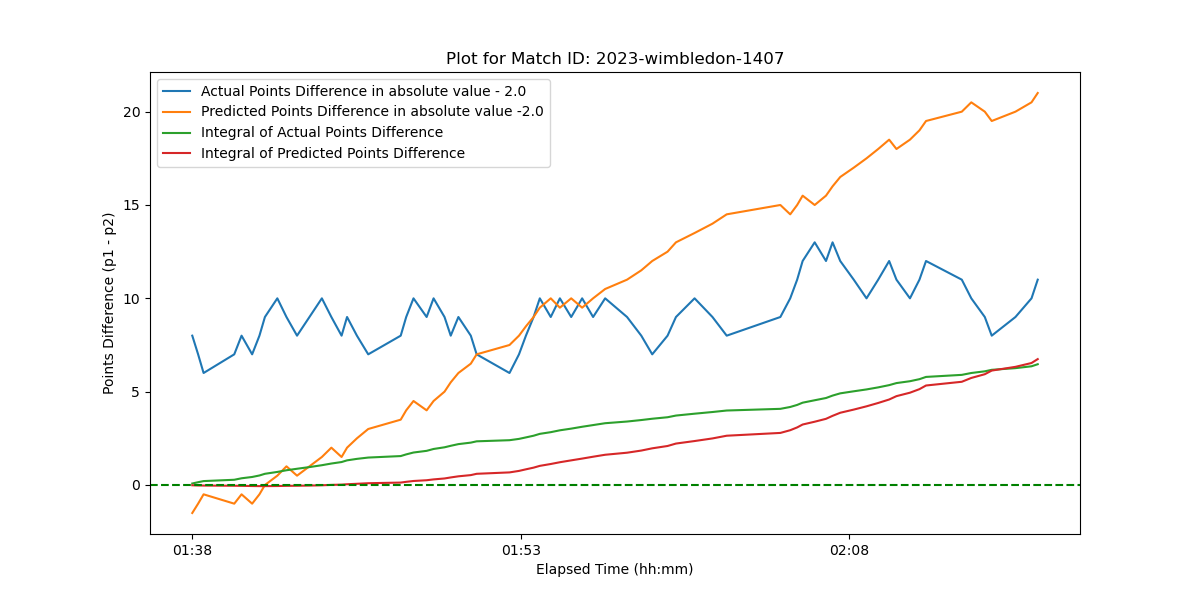 Plot for Match ID: 2023-wimbledon-1407
Actual Points Difference in absolute value - 2.0
Predicted Points Difference in absolute value -2.0
Integral of Actual Points Difference
Integral of Predicted Points Difference
Points Difference (p1 - p2)
20
15
10
5
0
01:38
01:53
02:08
Elapsed Time (hh:mm)